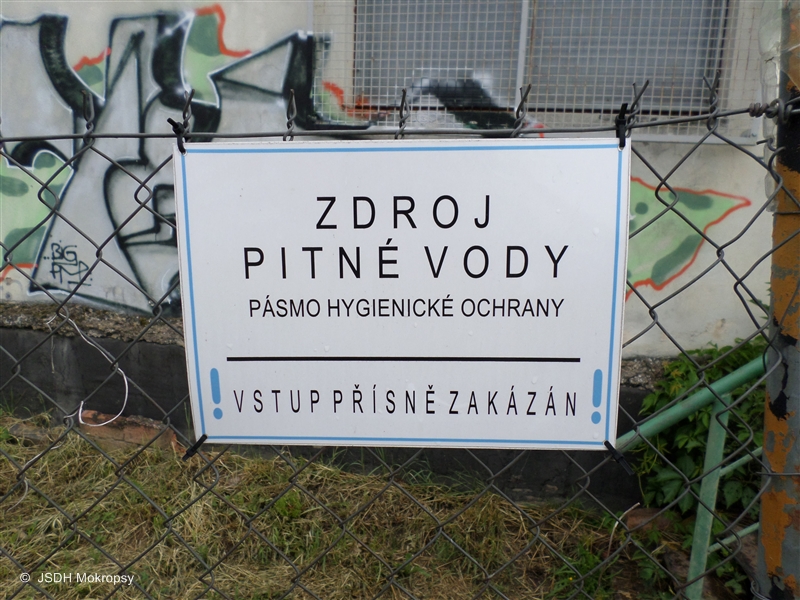 ZDROJ
PITNÉ VODY
PÁSMO HYGIENICKÉ OCHRANY
! VSTUP PŘÍSNĚ ZAKÁZÁN !
© JSDH Mokropsy